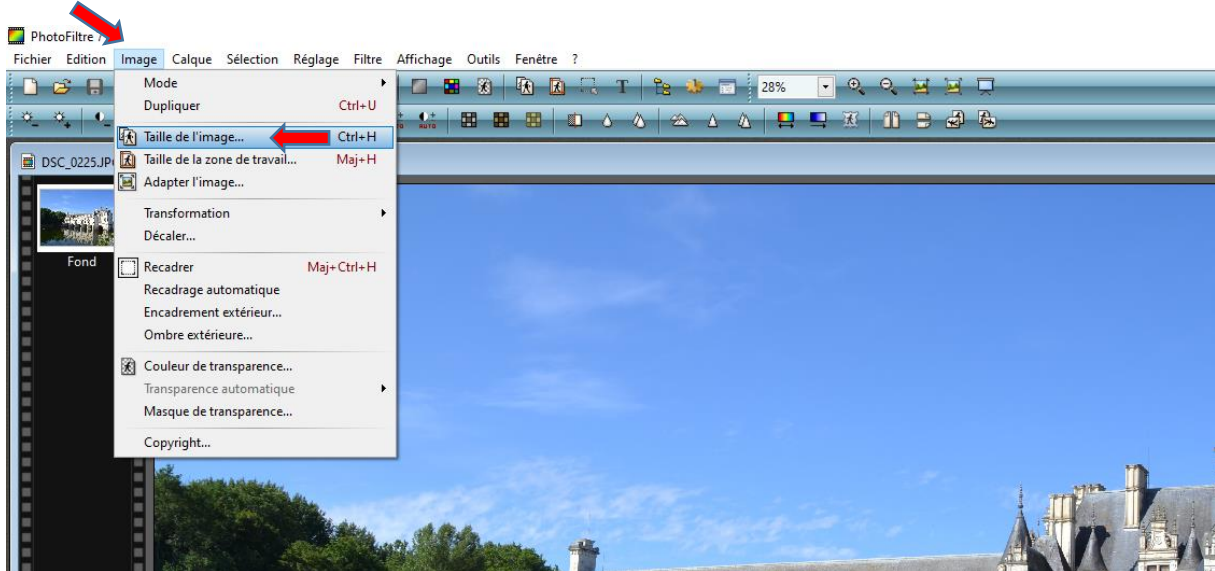 PhotoFiltre 7
Fichier Edition Image Calque Sélection Réglage Filtre Affichage Outils Fenêtre ?
Mode
Dupliquer Ctrl+U
T 28%
Taille de l'image... Ctrl+H
AUTO
Taille de la zone de travail... Maj+H
DSC_0225.JP
Adapter l'image...
Transformation
Décaler...
Fond
Recadrer Maj+Ctrl+H
Recadrage automatique
Encadrement extérieur...
Ombre extérieure...
Couleur de transparence...
Transparence automatique
Masque de transparence...
Copyright...